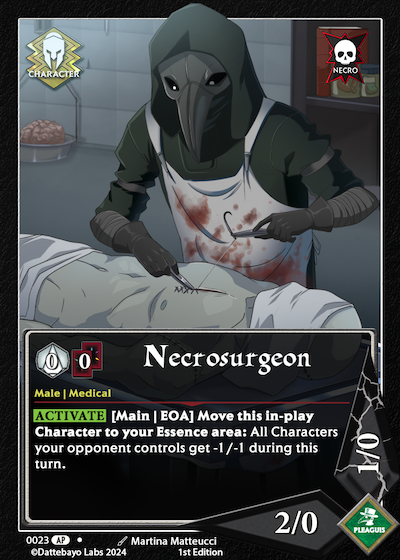 CHARACTER
NECRO
0 0 Necrosurgeon
Male | Medical
ACTIVATE [Main | EOA] Move this in-play
Character to your Essence area: All Characters
your opponent controls get -1/-1 during this
turn.
1/0
2/0
PLEAGUIS
0023 AP • Martina Matteucci
©Dattebayo Labs 2024 1st Edition